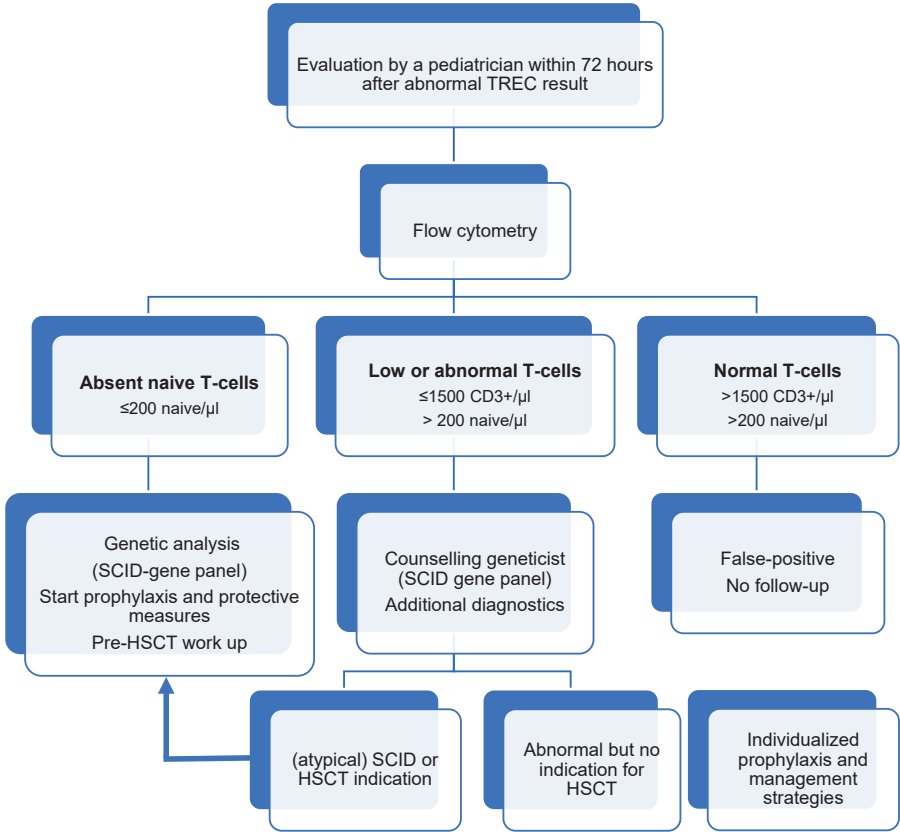 Evaluation by a pediatrician within 72 hours
after abnormal TREC result
Flow cytometry
Absent naive T-cells
≤200 naive/µl
Low or abnormal T-cells
≤1500 CD3+/µl
> 200 naive/µl
Normal T-cells
>1500 CD3+/µl
>200 naive/µl
Genetic analysis
(SCID-gene panel)
Start prophylaxis and protective
measures
Pre-HSCT work up
Counselling geneticist
(SCID gene panel)
Additional diagnostics
False-positive
No follow-up
(atypical) SCID or
HSCT indication
Abnormal but no
indication for
HSCT
Individualized
prophylaxis and
management
strategies